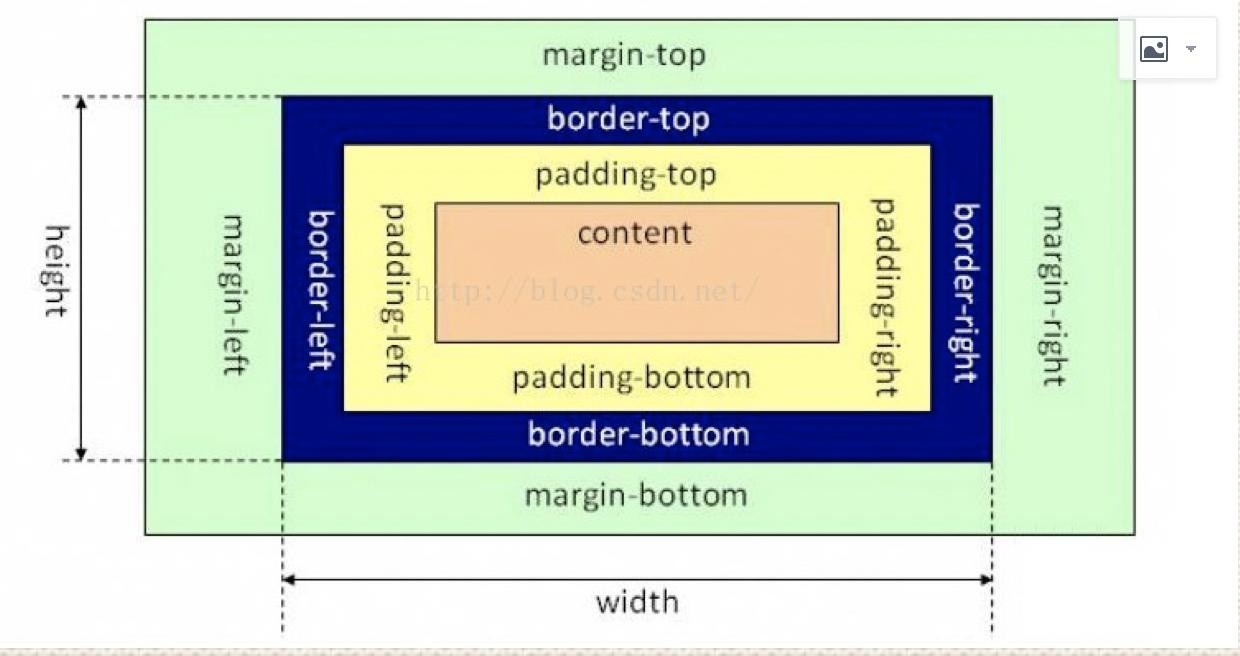 margin-top
border-top
padding-top
content
height
margin-left
border-left
padding-left
http://blog.csdn.net/
padding-right
border-right
margin-right
padding-bottom
border-bottom
margin-bottom
width